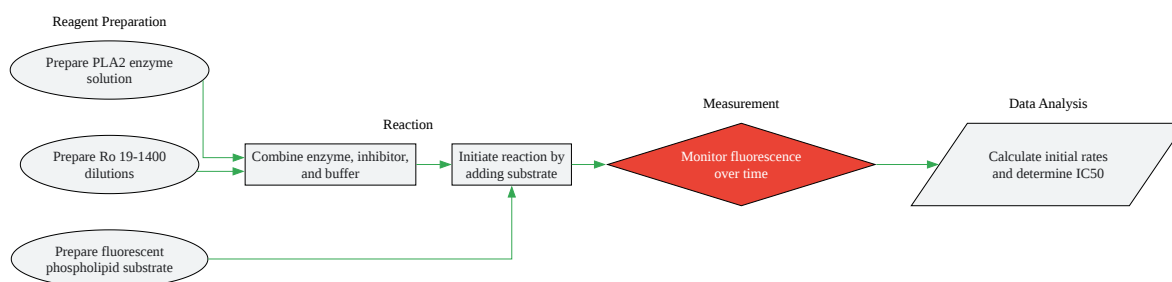 Reagent Preparation
Prepare PLA2 enzyme
solution
Prepare Ro 19-1400
dilutions
Prepare fluorescent
phospholipid substrate
Reaction
Combine enzyme, inhibitor,
and buffer
Initiate reaction by
adding substrate
Measurement
Monitor fluorescence
over time
Data Analysis
Calculate initial rates
and determine IC50